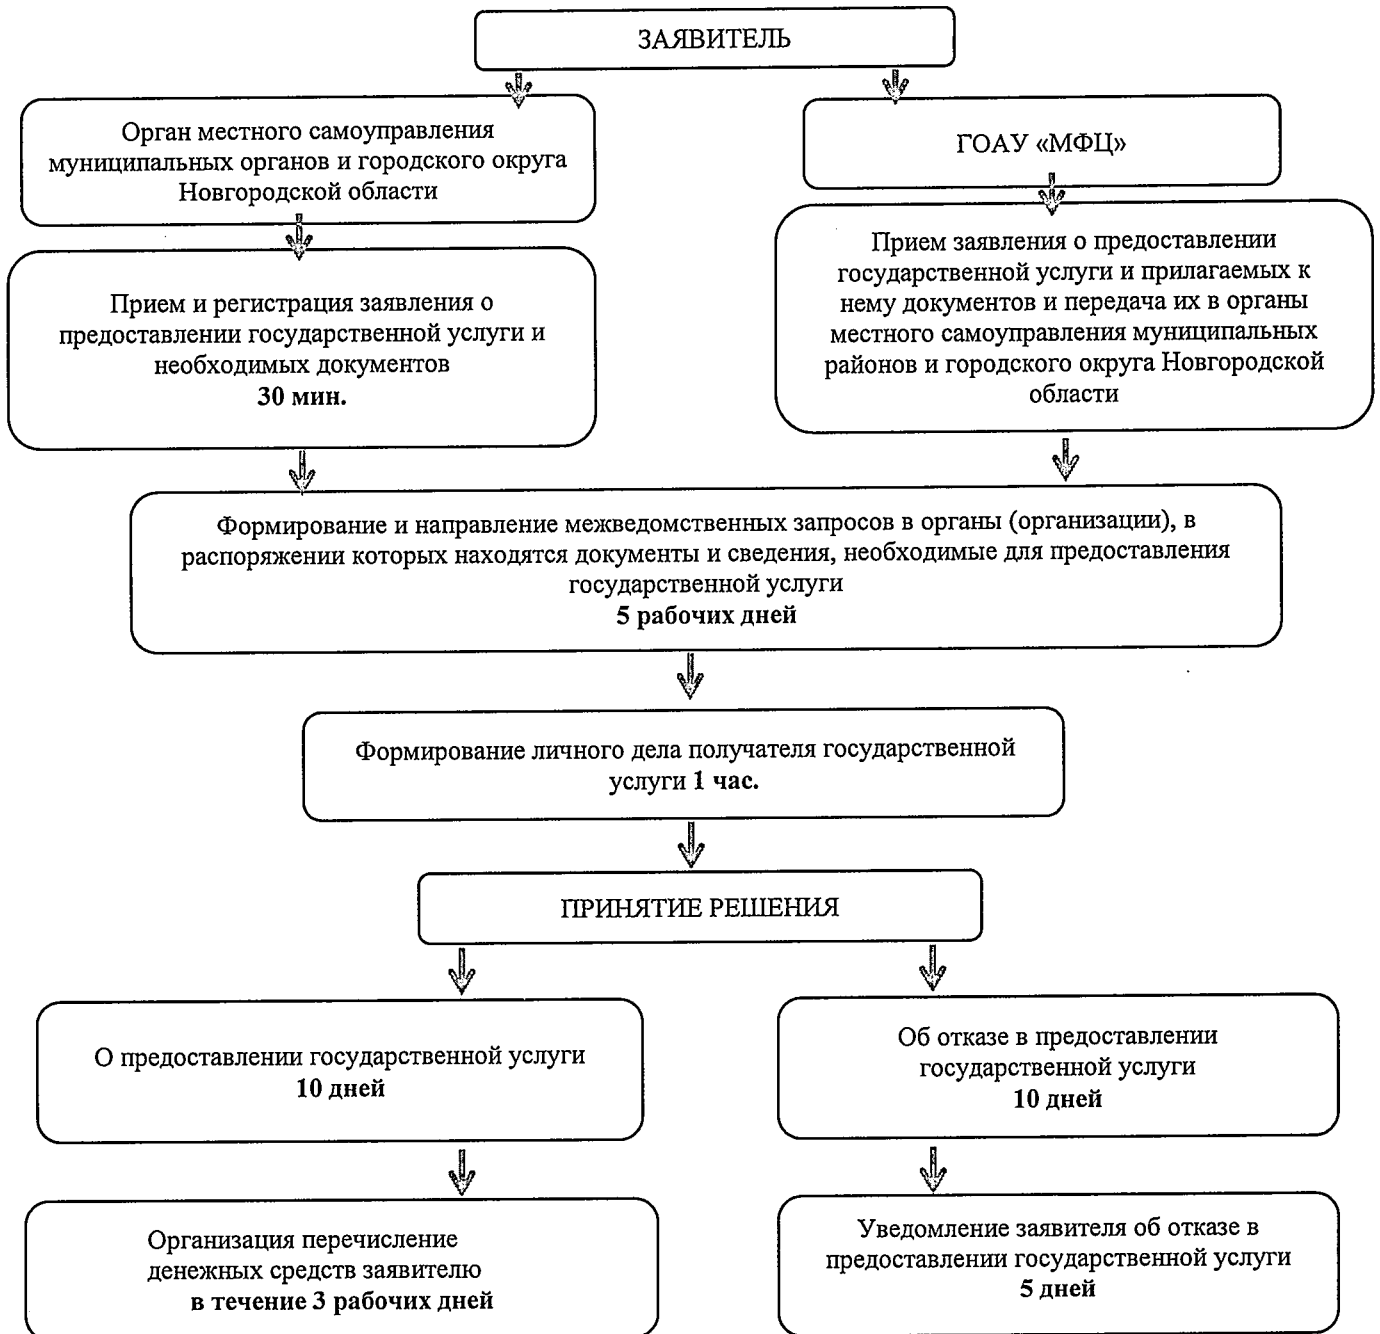 ЗАЯВИТЕЛЬ
Орган местного самоуправления
муниципальных органов и городского округа
Новгородской области
ГОАУ «МФЦ»
Прием и регистрация заявления о
предоставлении государственной услуги и
необходимых документов
30 мин.
Прием заявления о предоставлении
государственной услуги и прилагаемых к
нему документов и передача их в органы
местного самоуправления муниципальных
районов и городского округа Новгородской
области
Формирование и направление межведомственных запросов в органы (организации), в
распоряжении которых находятся документы и сведения, необходимые для предоставления
государственной услуги
5 рабочих дней
Формирование личного дела получателя государственной
услуги 1 час.
ПРИНЯТИЕ РЕШЕНИЯ
О предоставлении государственной услуги
10 дней
Об отказе в предоставлении
государственной услуги
10 дней
Организация перечисление
денежных средств заявителю
в течение 3 рабочих дней
Уведомление заявителя об отказе в
предоставлении государственной услуги
5 дней